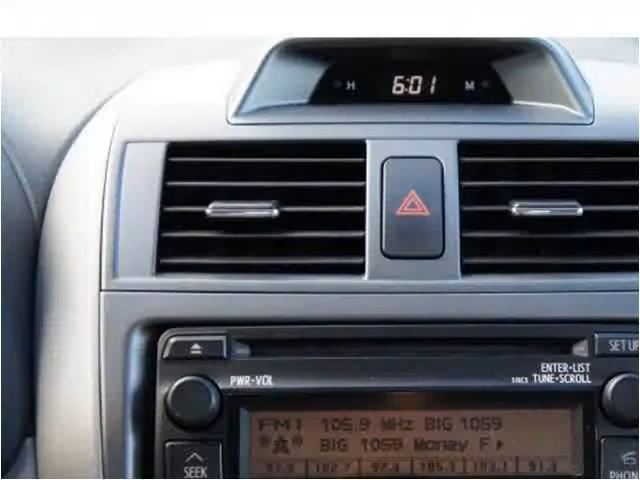 H 6:01 M
SET UP
ENTER•LIST
PWR•VOL TUNE•SCROLL
FM1 105.9 MHz BIG 1059
BIG 1059 Money F
SEEK
PHON